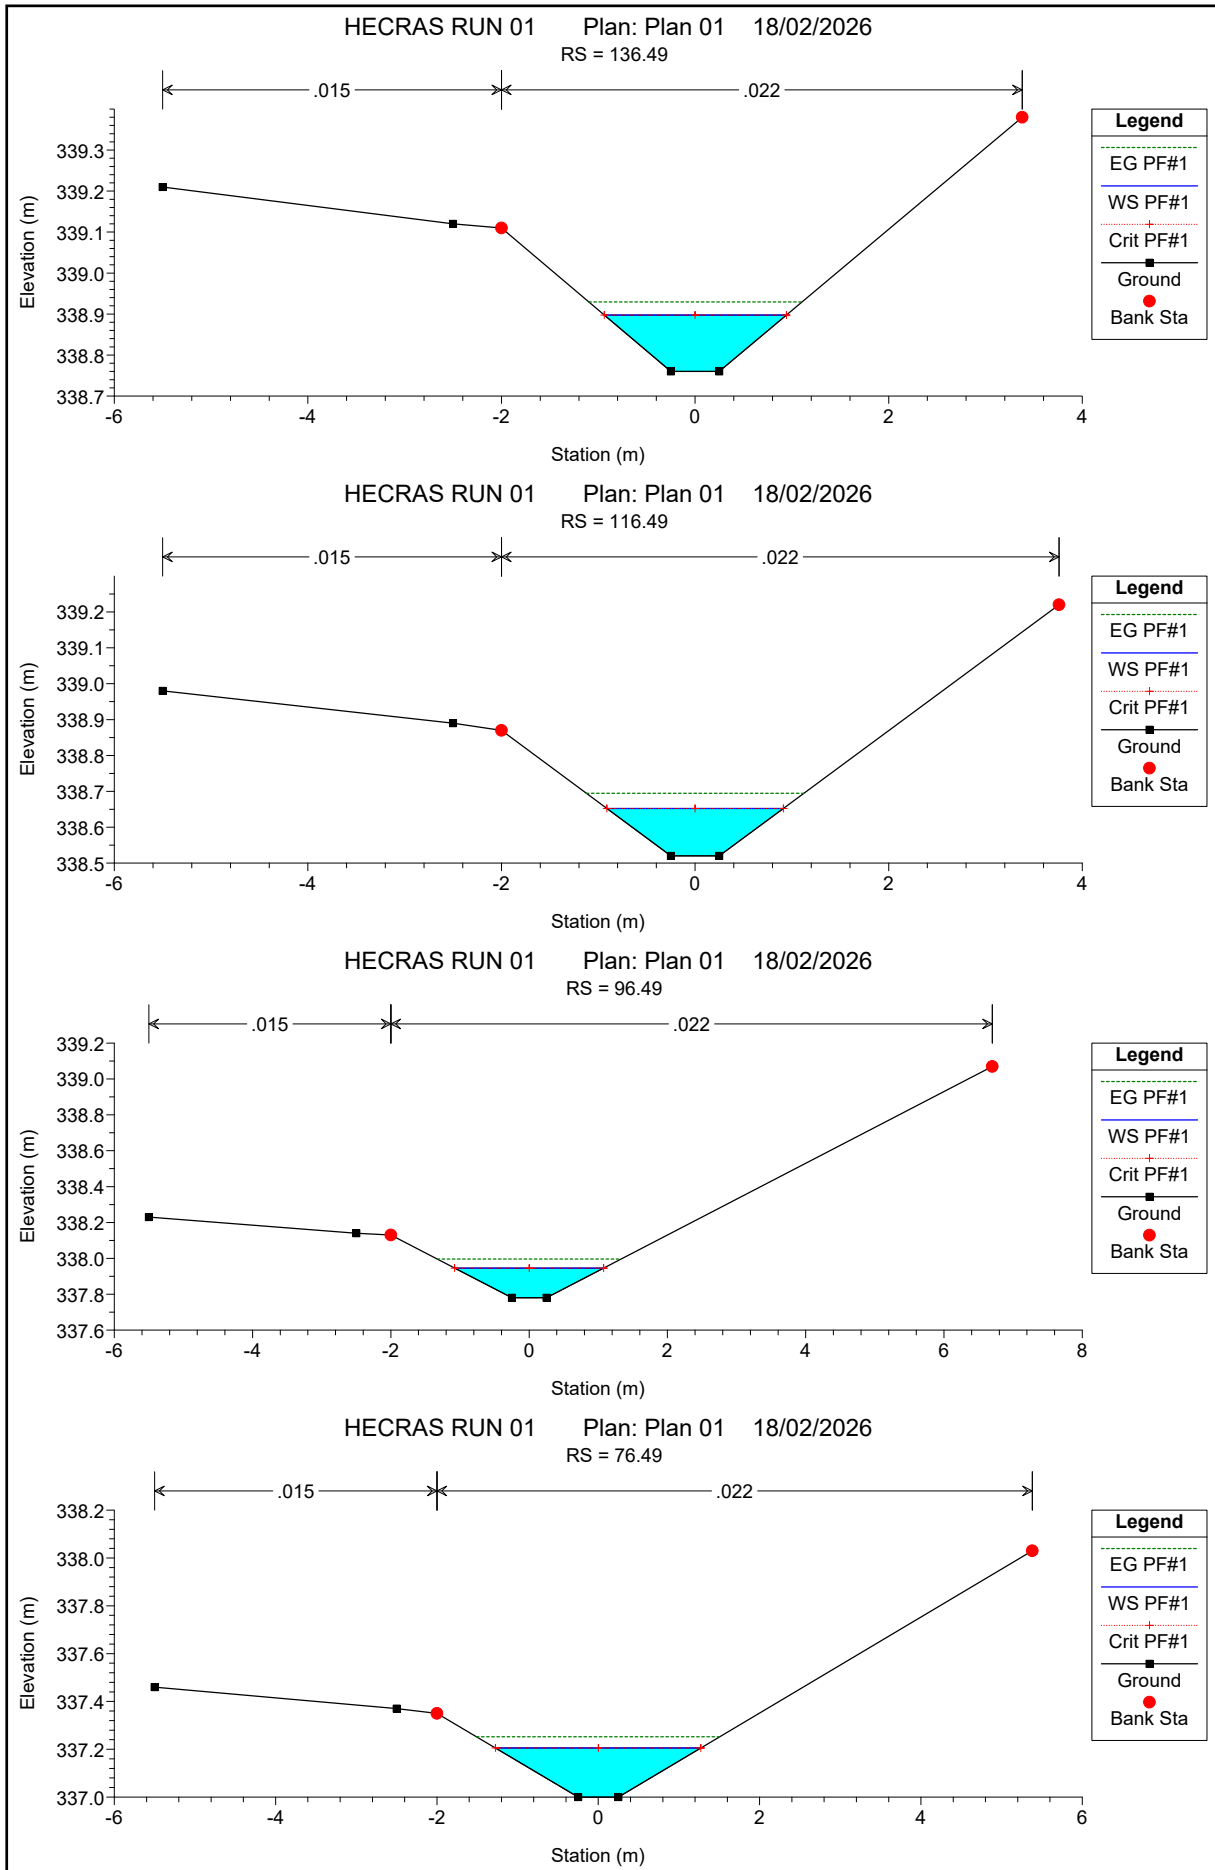 HECRAS RUN 01 Plan: Plan 01 18/02/2026
RS = 136.49
.015 .022
339.3
339.2
339.1
339.0
338.9
338.8
338.7
Elevation (m)
-6 -4 -2 0 2 4
Station (m)
Legend
EG PF#1
WS PF#1
Crit PF#1
Ground
Bank Sta
HECRAS RUN 01 Plan: Plan 01 18/02/2026
RS = 116.49
.015 .022
339.2
339.1
339.0
338.9
338.8
338.7
338.6
338.5
Elevation (m)
-6 -4 -2 0 2 4
Station (m)
Legend
EG PF#1
WS PF#1
Crit PF#1
Ground
Bank Sta
HECRAS RUN 01 Plan: Plan 01 18/02/2026
RS = 96.49
.015 .022
339.2
339.0
338.8
338.6
338.4
338.2
338.0
337.8
337.6
Elevation (m)
-6 -4 -2 0 2 4 6 8
Station (m)
Legend
EG PF#1
WS PF#1
Crit PF#1
Ground
Bank Sta
HECRAS RUN 01 Plan: Plan 01 18/02/2026
RS = 76.49
.015 .022
338.2
338.0
337.8
337.6
337.4
337.2
337.0
Elevation (m)
-6 -4 -2 0 2 4 6
Station (m)
Legend
EG PF#1
WS PF#1
Crit PF#1
Ground
Bank Sta